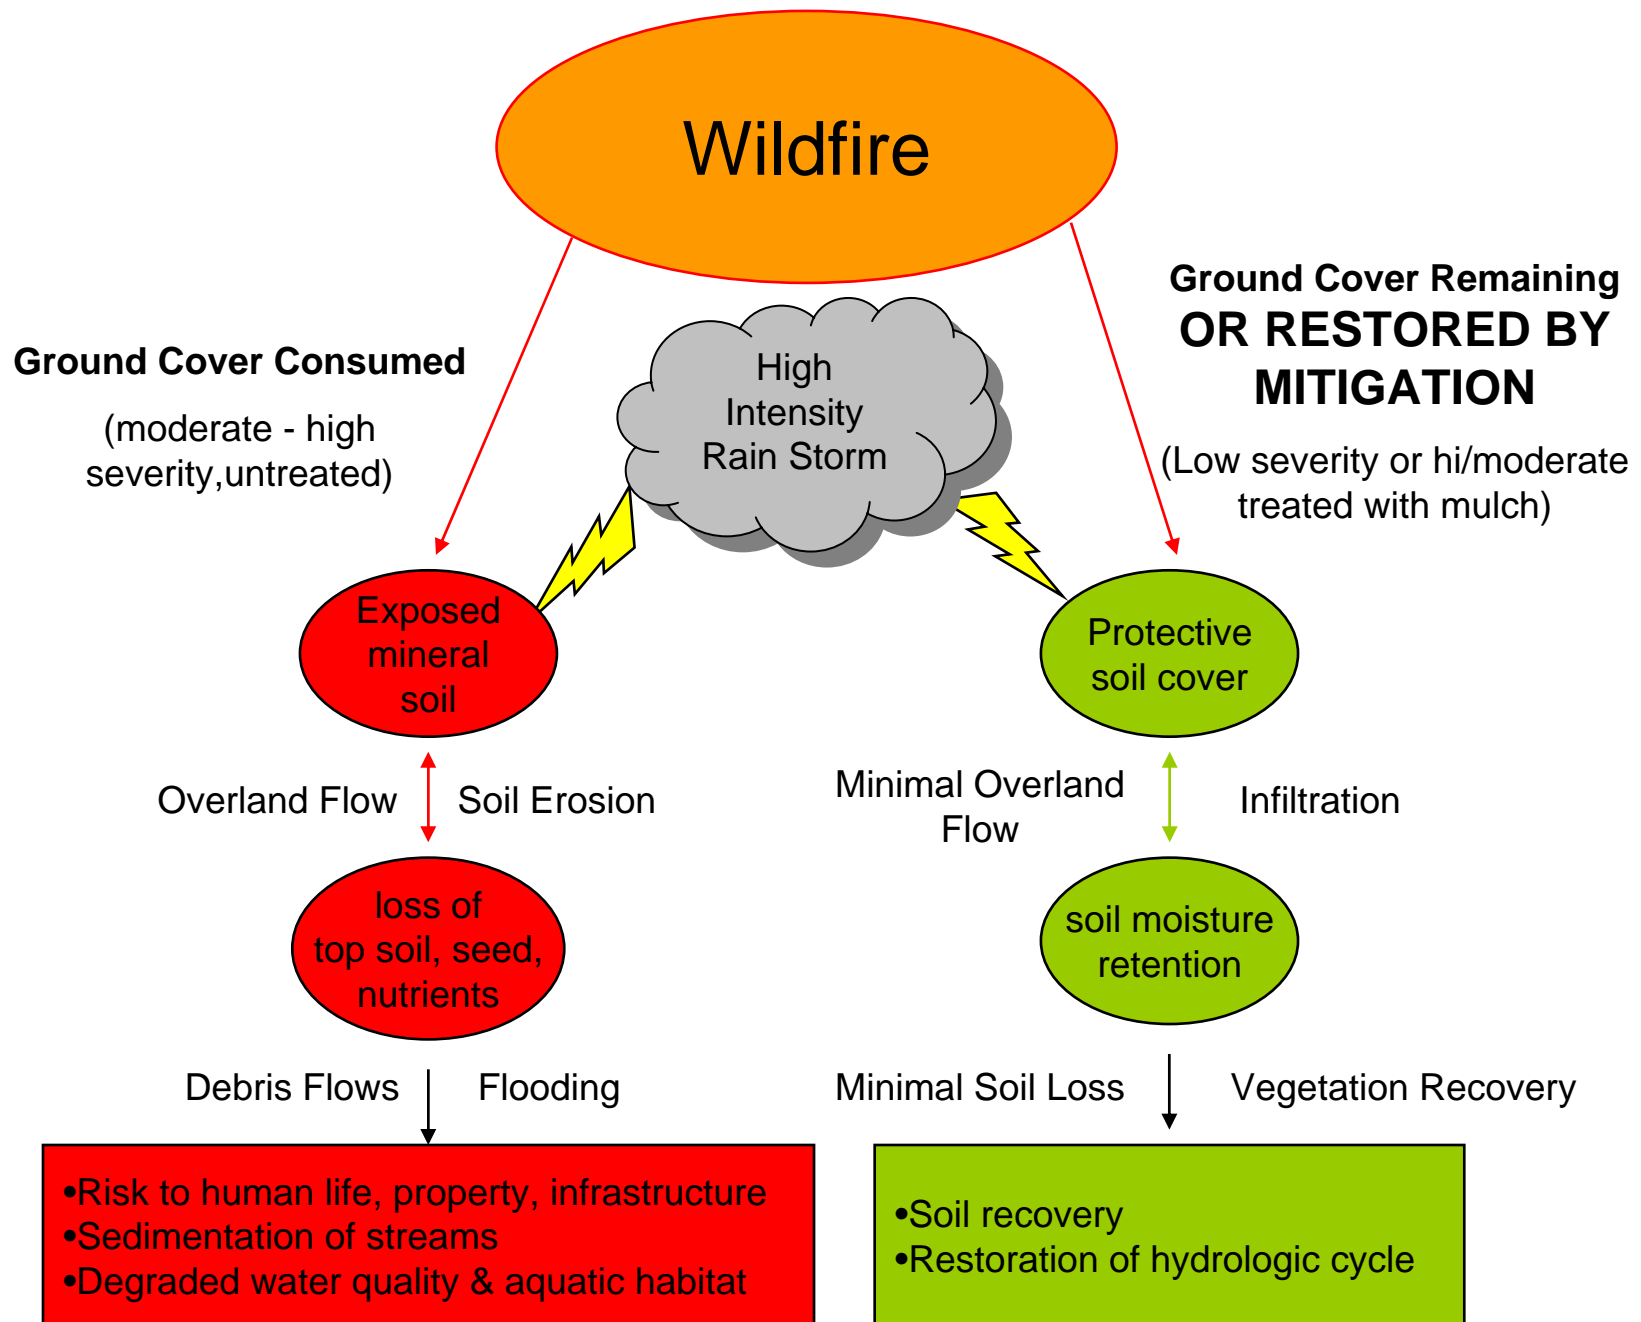 Wildfire
Ground Cover Consumed
(moderate - high
severity,untreated)
High
Intensity
Rain Storm
Ground Cover Remaining
OR RESTORED BY
MITIGATION
(Low severity or hi/moderate
treated with mulch)
Exposed
mineral
soil
Protective
soil cover
Overland Flow
Soil Erosion
Minimal Overland
Flow
Infiltration
loss of
top soil, seed,
nutrients
soil moisture
retention
Debris Flows
Flooding
Minimal Soil Loss
Vegetation Recovery
•Risk to human life, property, infrastructure
•Sedimentation of streams
•Degraded water quality & aquatic habitat
•Soil recovery
•Restoration of hydrologic cycle